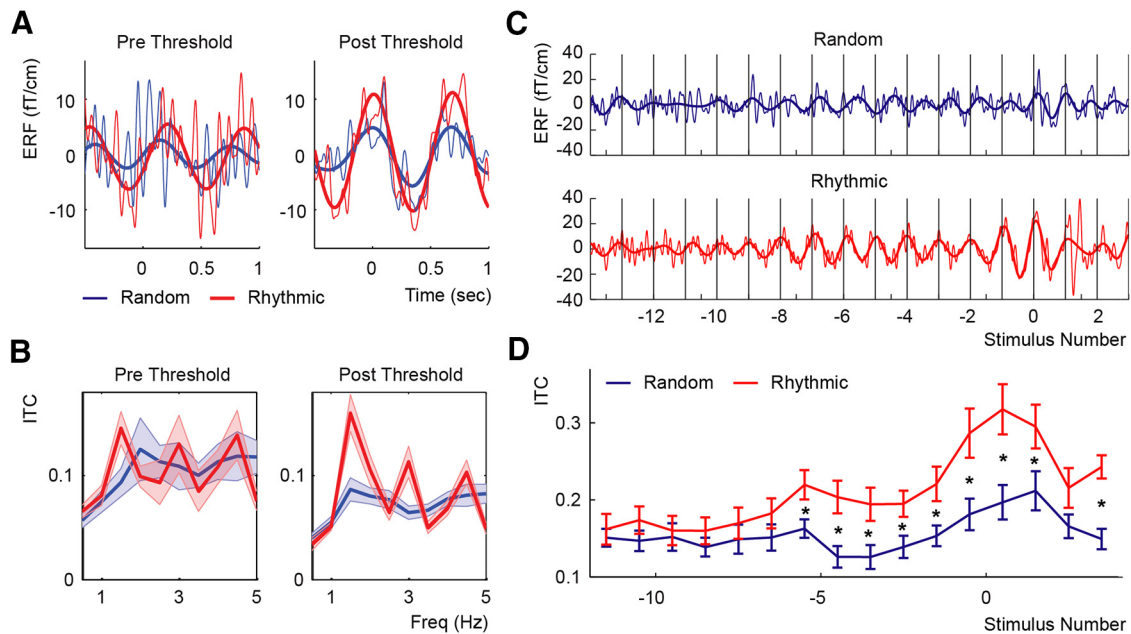 A
Pre Threshold
Post Threshold
ERF (fT/cm)
10
0
-10
10
0
-10
0 0.5 1
0 0.5 1
Random Rhythmic
Time (sec)
B
Pre Threshold
Post Threshold
ITC
0.1
0
0.1
0
1 3 5
1 3 5
Freq (Hz)
C
Random
ERF (fT/cm)
40
20
0
-20
-40
Rhythmic
40
20
0
-20
-40
-12 -10 -8 -6 -4 -2 0 2
Stimulus Number
D
ITC
Random Rhythmic
0.3
0.2
0.1
* * * * * * * * *
-10 -5 0
Stimulus Number